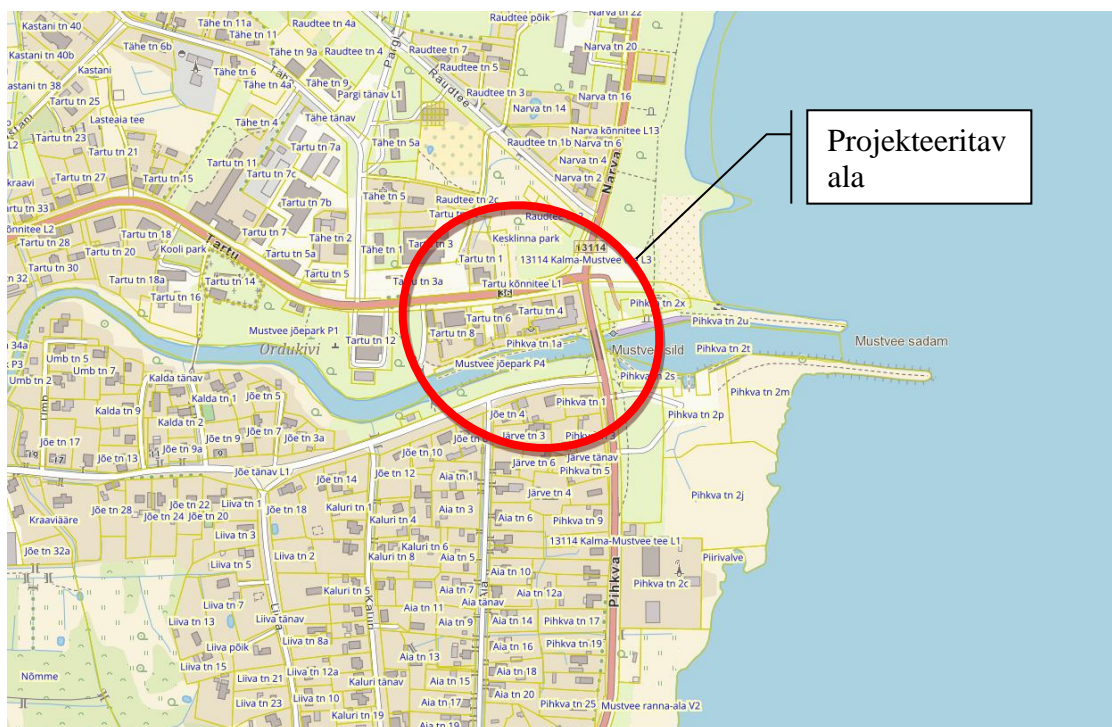 Kastani tn 40
Tähe tn 11a
Raudtee tn 4a
Raudtee põik
Narva tn 22
Tähe tn 11
Tähe tn 6b
Tähe tn 9a
Raudtee tn 4
Raudtee tn 7
Narva tn 20
Kastani tn 40b
Kastani
Tähe tn 6
Tähe tn 9
Pargi
Raudtee tn 5
Tähe tn 4a
Pargi tänav L1
Raudtee
Raudtee tn 3
Narva tn 16
Kastani tn 38
Tartu tn 25
Lasteaia tee
Tähe tn 4
Tähe tänav
Narva tn 14
Projekteeritav
ala
Tartu tn 23
Tartu tn 7a
Tähe tn 5a
Raudtee tn 1b
Narva kõnnitee L13
Narva tn 6
Tartu tn 21
Tartu tn 11
Narva tn 4
Tartu tn 27
Tartu tn 15
Tartu tn 7c
Narva tn 2
Narva
Tartu tn 33
Tartu tn 7b
Tähe tn 5
Raudtee tn 2c
Tartu tn 28
Tartu tn 18
Tartu tn 7
Tähe tn 2
Tartu tn 3
Kesklinna park
Kooli park
Tartu
Tartu tn 20
Tartu tn 5a
Tähe tn 1
Tartu tn 1
13114
13114 Kalma-Mustvee tee L3
Tartu tn 30
Tartu tn 5
Tartu tn 3a
Tartu kõnnitee L1
Tartu tn 18a
Tartu tn 14
36
Tartu tn 16
Tartu tn 6
Tartu tn 4
Pihkva tn 2x
Mustvee jõepark P1
Tartu tn 8
Pihkva tn 2u
Ordukivi
Tartu tn 12
Pihkva tn 1a
Mustvee sild
Pihkva tn 2t
Mustvee sadam
Umb tn 5
Umb tn 7
Umb tn 2
Kalda tänav
Mustvee jõepark P4
Pihkva tn 2s
Umb
Kalda tn 9
Kalda tn 1
Jõe tn 5
Pihkva tn 1
Pihkva tn 2m
Kalda tn 2
Jõe tn 7
Jõe tn 4
Pihkva tn 2p
Jõe tn 17
Jõe tn 9
Jõe tn 3a
Järve tn 3
Jõe tn 9a
Jõe tn 13
Jõe tn 10
Järve tänav
Järve tn 6
Pihkva tn 5
Jõe tänav L1
Jõe tn 14
Jõe tn 12
Aia tn 1
Järve tn 4
Pihkva tn 2j
Jõe tn 28
Jõe tn 22
Liiva tn 1
Jõe tn 18
Kaluri tn 1
Aia tn 3
Aia tn 6
Pihkva tn 9
Kraaviääre
Jõe tn 24
Jõe tn 20
Kaluri tn 4
Liiva tn 3
Jõe tn 32a
Liiva tn 2
Kaluri tn 6
Kaluri tn 8
Aia tn 5
13114 Kalma-Mustvee tee L1
Piirivalve
Liiva tn 5
Aia tn 10
Pihkva tn 2c
Kaluri tn 5
Aia tn 7
Aia tn 12a
Aia
Pihkva
Liiva tn 7
Liiva
Kaluri
Aia tänav
Aia tn 11
Liiva tn 13
Liiva tänav
Aia tn 9
Aia tn 14
Pihkva tn 17
Liiva põik
Liiva tn 8a
Aia tn 16
Pihkva tn 19
Liiva tn 15
Aia tn 13
Nõmme
Liiva tn 12a
Kaluri tänav
Aia tn 18
Liiva tn 21
Aia tn 15
Liiva tn 10
Aia tn 20
Liiva tn 23
Aia tn 17
Pihkva tn 25
Mustvee ranna-ala V2
Kaluri tn 19
Aia tn 19